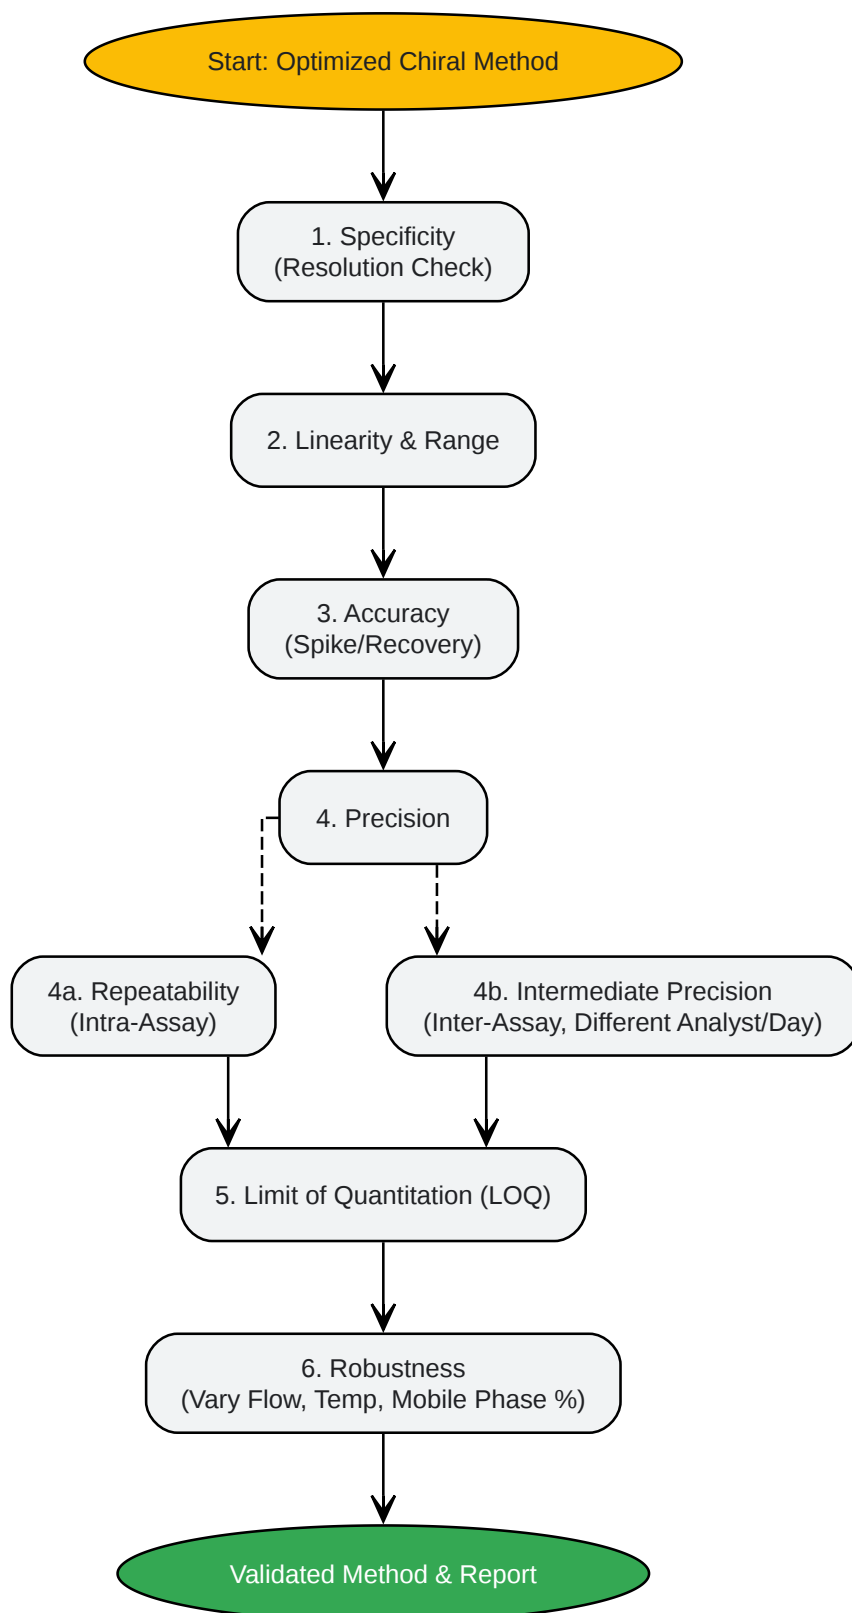 Start: Optimized Chiral Method
1. Specificity
(Resolution Check)
2. Linearity & Range
3. Accuracy
(Spike/Recovery)
4. Precision
4a. Repeatability
(Intra-Assay)
4b. Intermediate Precision
(Inter-Assay, Different Analyst/Day)
5. Limit of Quantitation (LOQ)
6. Robustness
(Vary Flow, Temp, Mobile Phase %)
Validated Method & Report